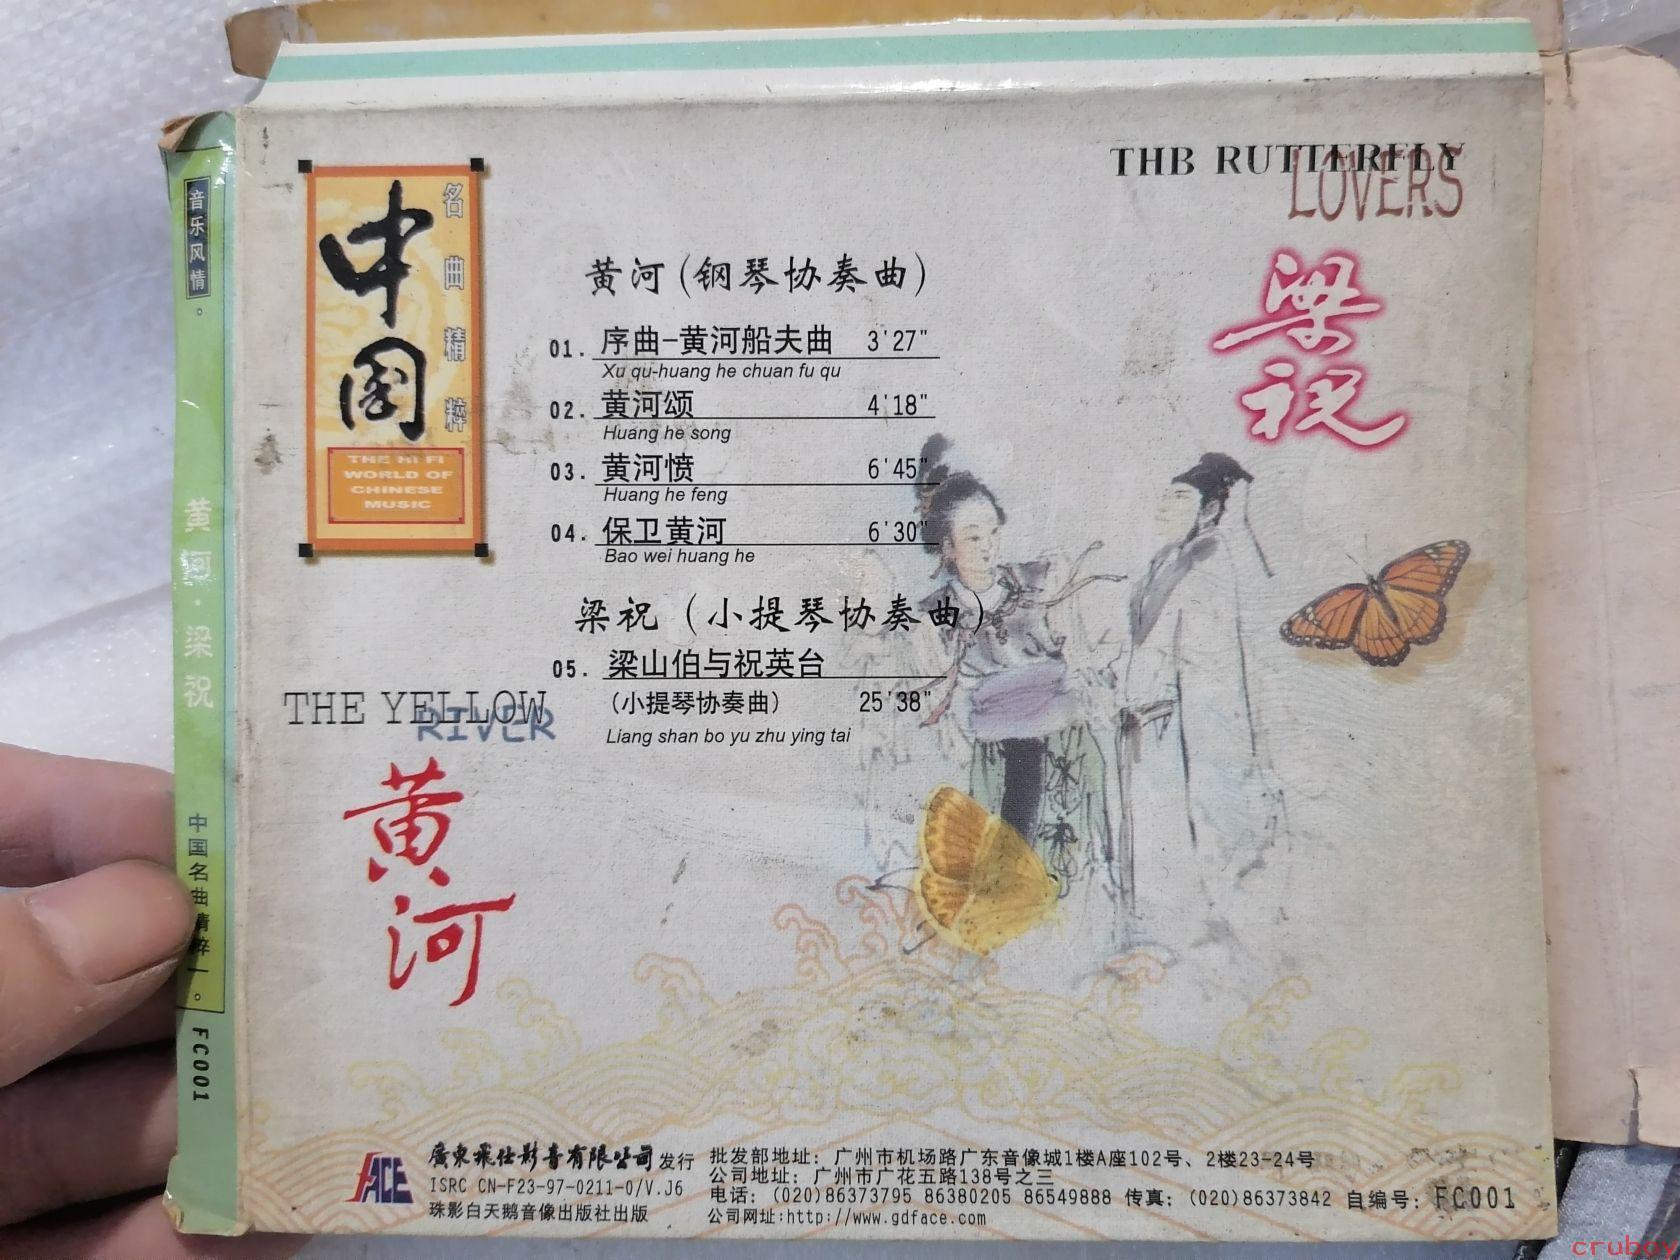 音乐风情·
黄河·梁祝
中国名曲精粹一。
FC001
中国
名曲精粹
THE HI FI
WORLD OF
CHINESE
MUSIC
THB RUTTERFLY
LOVERS
梁祝
黄河(钢琴协奏曲)
01. 序曲-黄河船夫曲 3'27"
Xu qu-huang he chuan fu qu
02. 黄河颂 4'18"
Huang he song
03. 黄河愤 6'45"
Huang he feng
04. 保卫黄河 6'30"
Bao wei huang he
梁祝(小提琴协奏曲)
05. 梁山伯与祝英台
(小提琴协奏曲) 25'38"
Liang shan bo yu zhu ying tai
THE YELLOW
RIVER
黄河
FACE
廣東飛仕影音有限公司发行
ISRC CN-F23-97-0211-0/V.J6
珠影白天鹅音像出版社出版
批发部地址：广州市机场路广东音像城1楼A座102号、2楼23-24号
公司地址：广州市广花五路138号之三
电话：(020)86373795 86380205 86549888 传真：(020)86373842 自编号：FC001
公司网址:http://www.gdface.com
cruboy